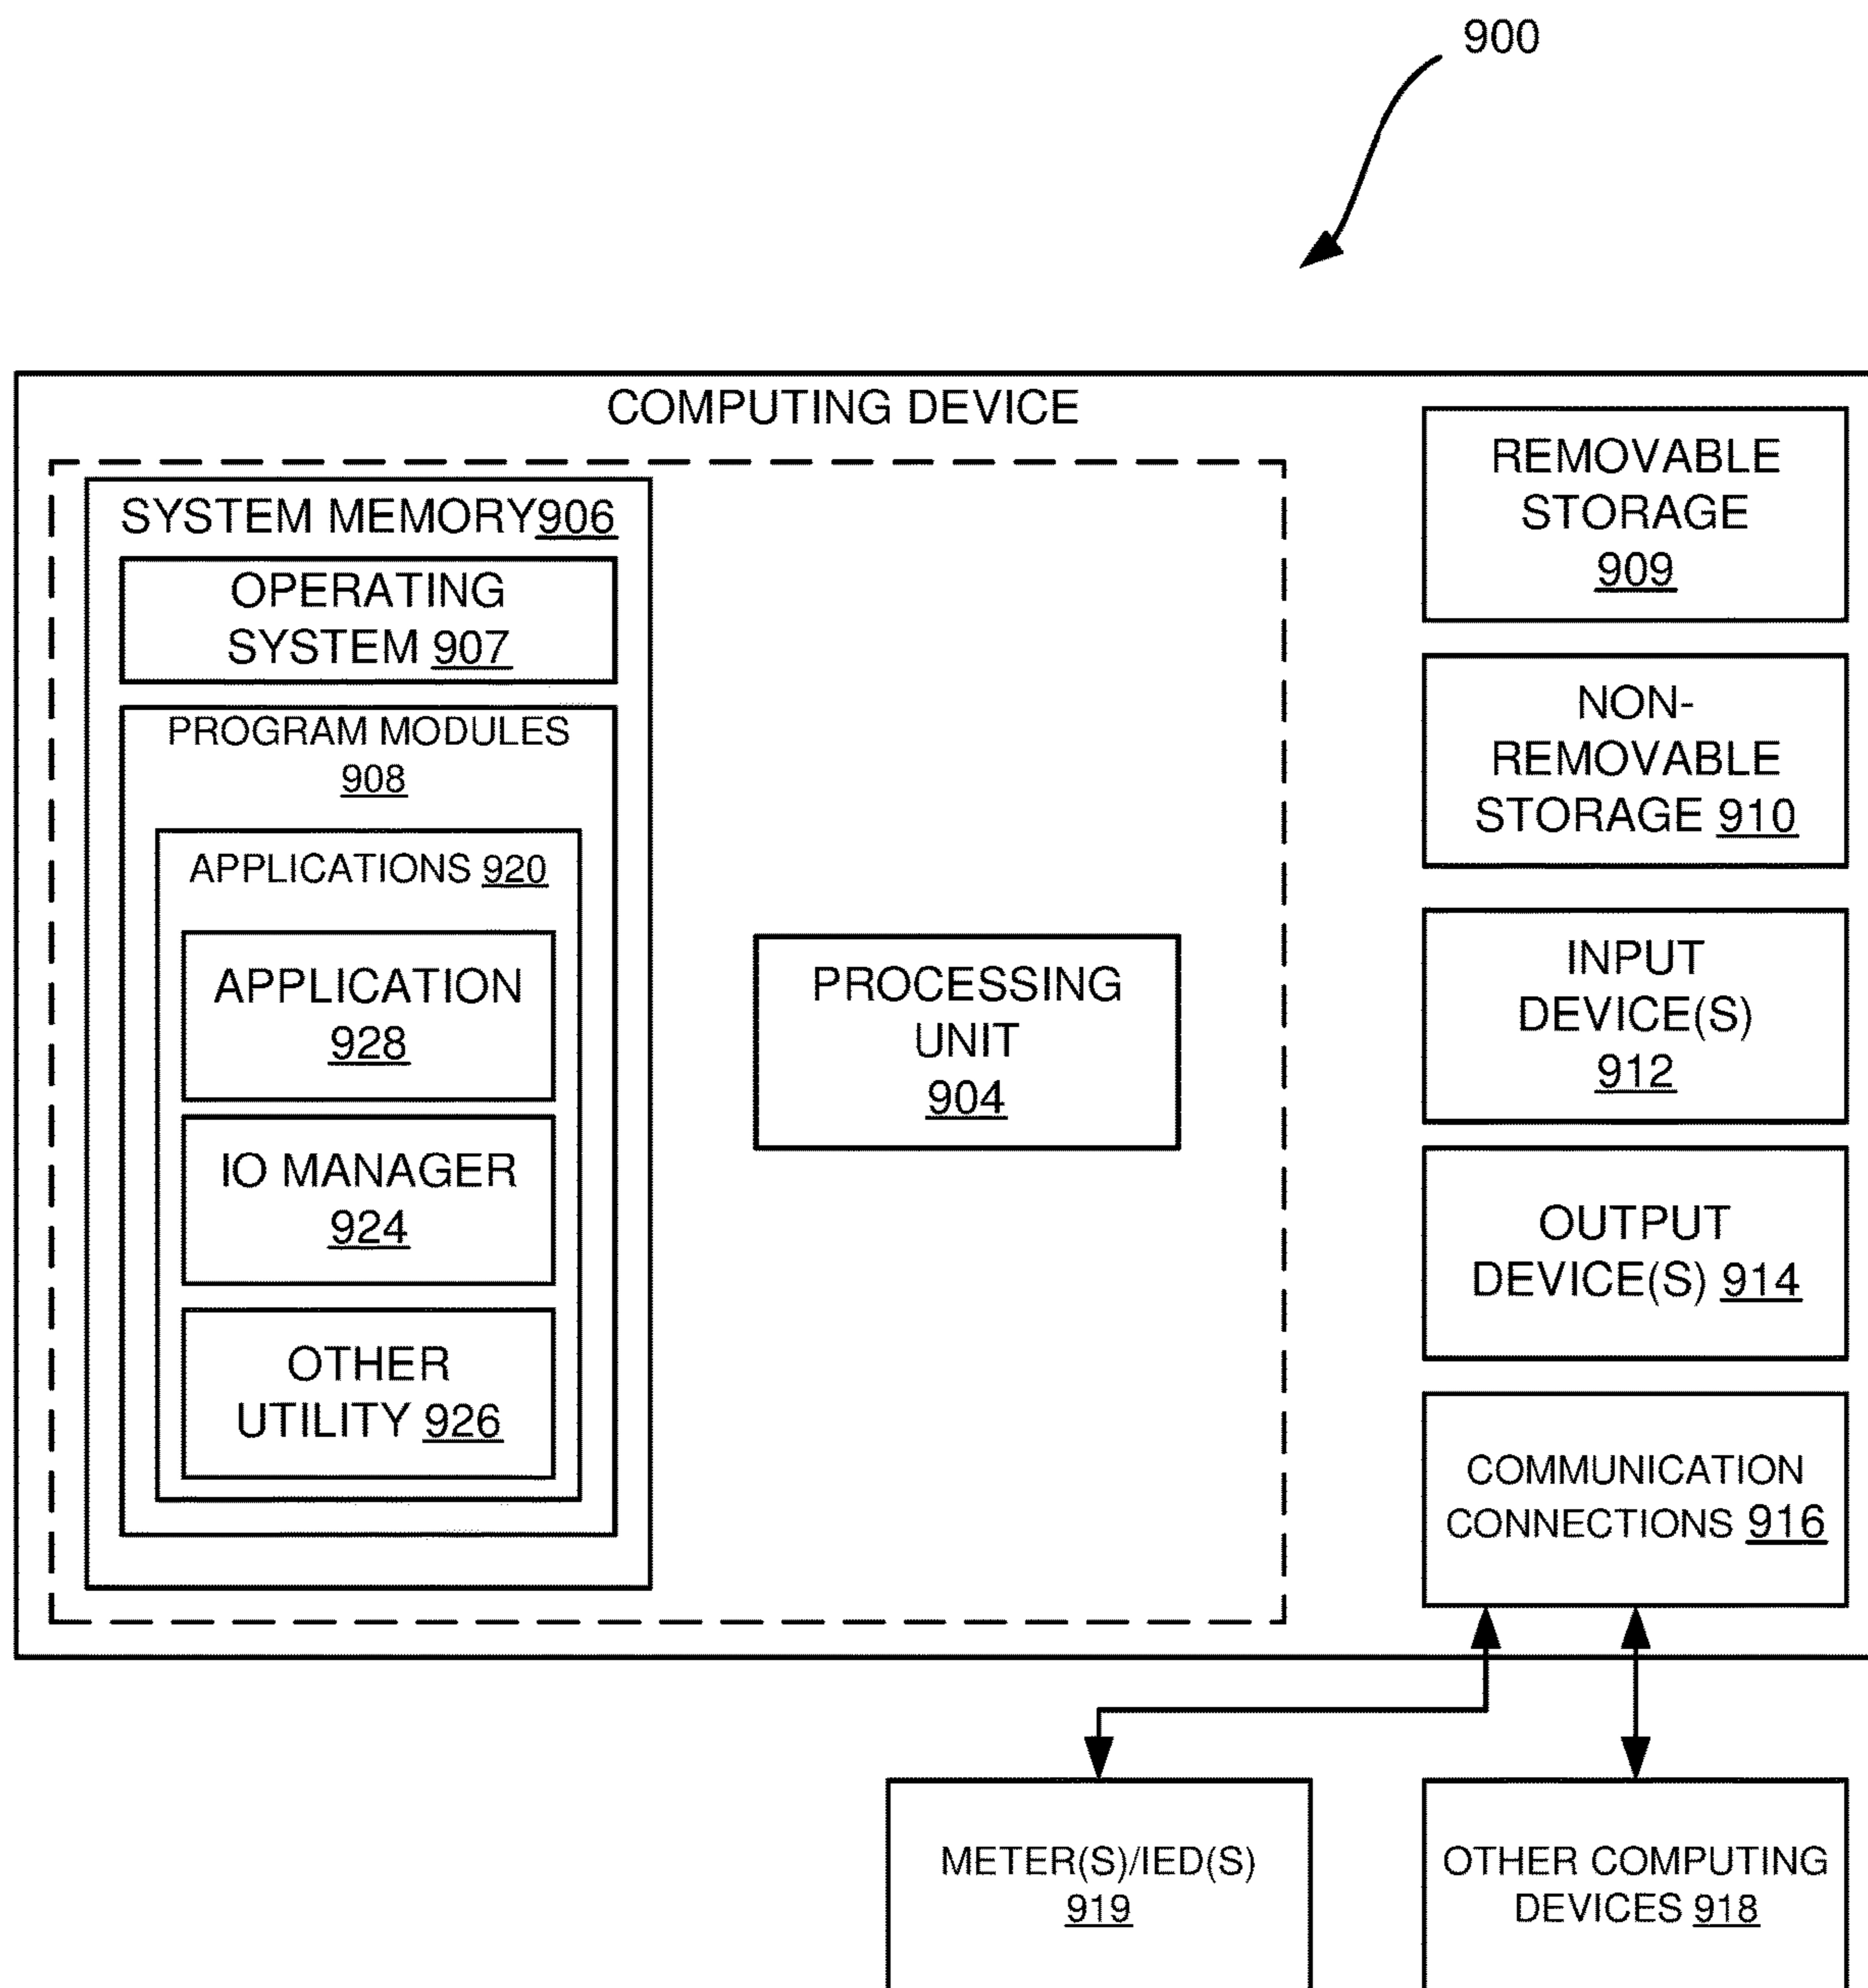 900
COMPUTING DEVICE
SYSTEM MEMORY906
OPERATING
SYSTEM 907
PROGRAM MODULES
908
APPLICATIONS 920
APPLICATION
928
IO MANAGER
924
OTHER
UTILITY 926
PROCESSING
UNIT
904
REMOVABLE
STORAGE
909
NON-
REMOVABLE
STORAGE 910
INPUT
DEVICE(S)
912
OUTPUT
DEVICE(S) 914
COMMUNICATION
CONNECTIONS 916
METER(S)/IED(S)
919
OTHER COMPUTING
DEVICES 918